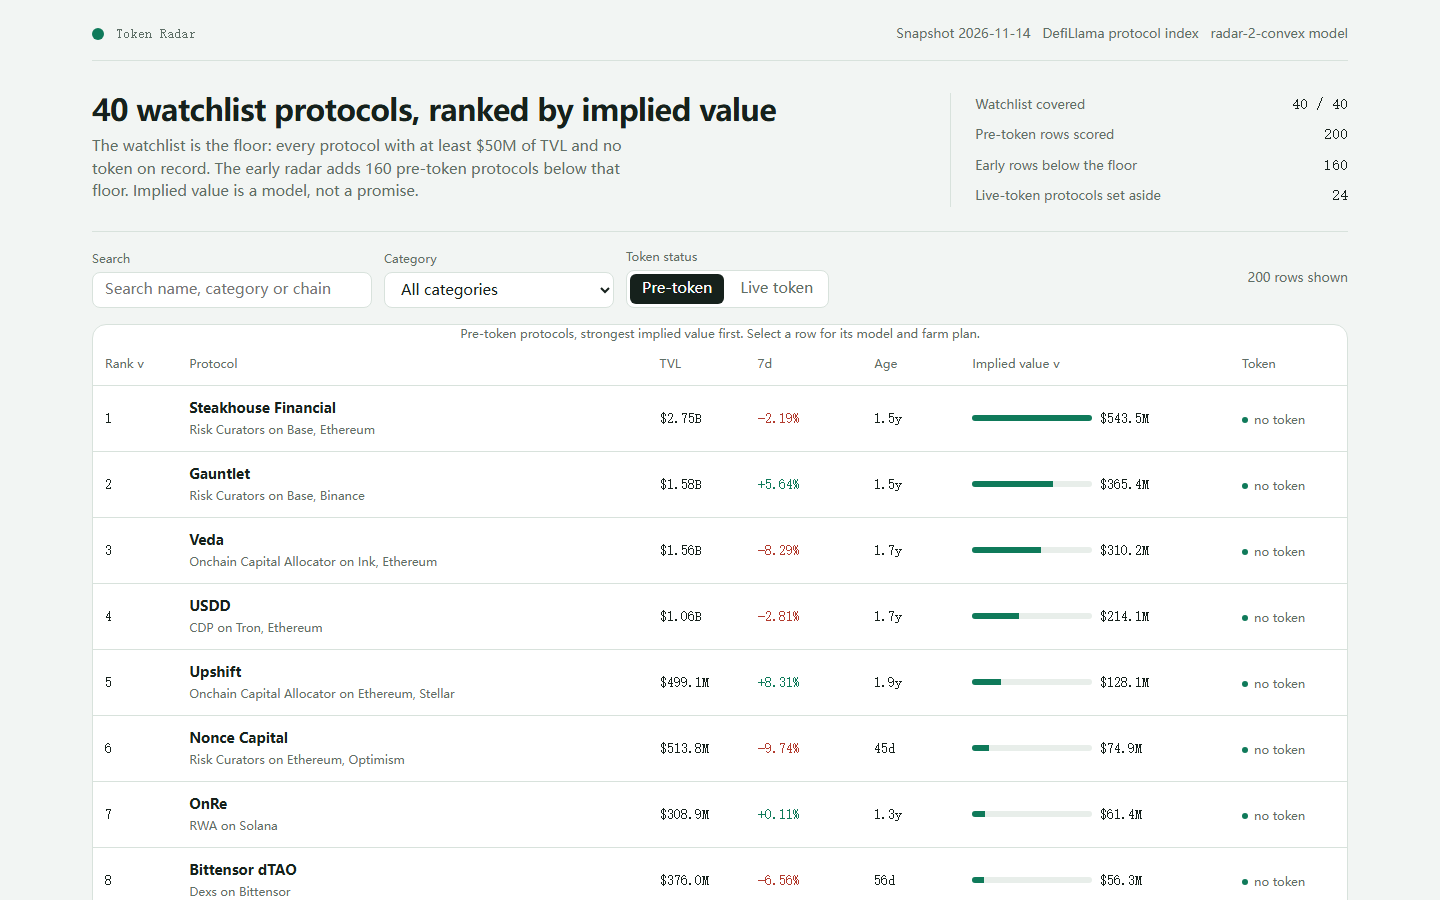 Token Radar
Snapshot 2026-11-14 DefiLlama protocol index radar-2-convex model
40 watchlist protocols, ranked by implied value
The watchlist is the floor: every protocol with at least $50M of TVL and no
token on record. The early radar adds 160 pre-token protocols below that
floor. Implied value is a model, not a promise.
Watchlist covered 40 / 40
Pre-token rows scored 200
Early rows below the floor 160
Live-token protocols set aside 24
Search
Category
Token status
Search name, category or chain
All categories
Pre-token
Live token
200 rows shown
Pre-token protocols, strongest implied value first. Select a row for its model and farm plan.
Rank v Protocol TVL 7d Age Implied value v Token
1 Steakhouse Financial $2.75B −2.19% 1.5y $543.5M no token
Risk Curators on Base, Ethereum
2 Gauntlet $1.58B +5.64% 1.5y $365.4M no token
Risk Curators on Base, Binance
3 Veda $1.56B −8.29% 1.7y $310.2M no token
Onchain Capital Allocator on Ink, Ethereum
4 USDD $1.06B −2.81% 1.7y $214.1M no token
CDP on Tron, Ethereum
5 Upshift $499.1M +8.31% 1.9y $128.1M no token
Onchain Capital Allocator on Ethereum, Stellar
6 Nonce Capital $513.8M −9.74% 45d $74.9M no token
Risk Curators on Ethereum, Optimism
7 OnRe $308.9M +0.11% 1.3y $61.4M no token
RWA on Solana
8 Bittensor dTAO $376.0M −6.56% 56d $56.3M no token
Dexs on Bittensor